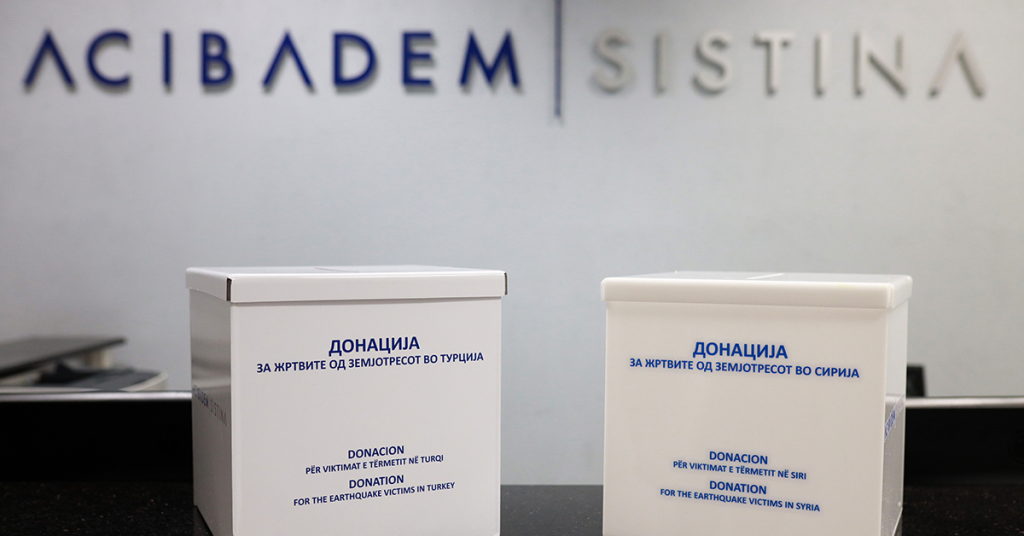 ACIBADEM SISTINA
ДОНАЦИЈА
ЗА ЖРТВИТЕ ОД ЗЕМЈОТРЕСОТ ВО ТУРЦИЈА
DONACION
PËR VIKTIMAT E TËRMETIT NË TURQI
DONATION
FOR THE EARTHQUAKE VICTIMS IN TURKEY
ДОНАЦИЈА
ЗА ЖРТВИТЕ ОД ЗЕМЈОТРЕСОТ ВО СИРИЈА
DONACION
PËR VIKTIMAT E TËRMETIT NË SIRI
DONATION
FOR THE EARTHQUAKE VICTIMS IN SYRIA